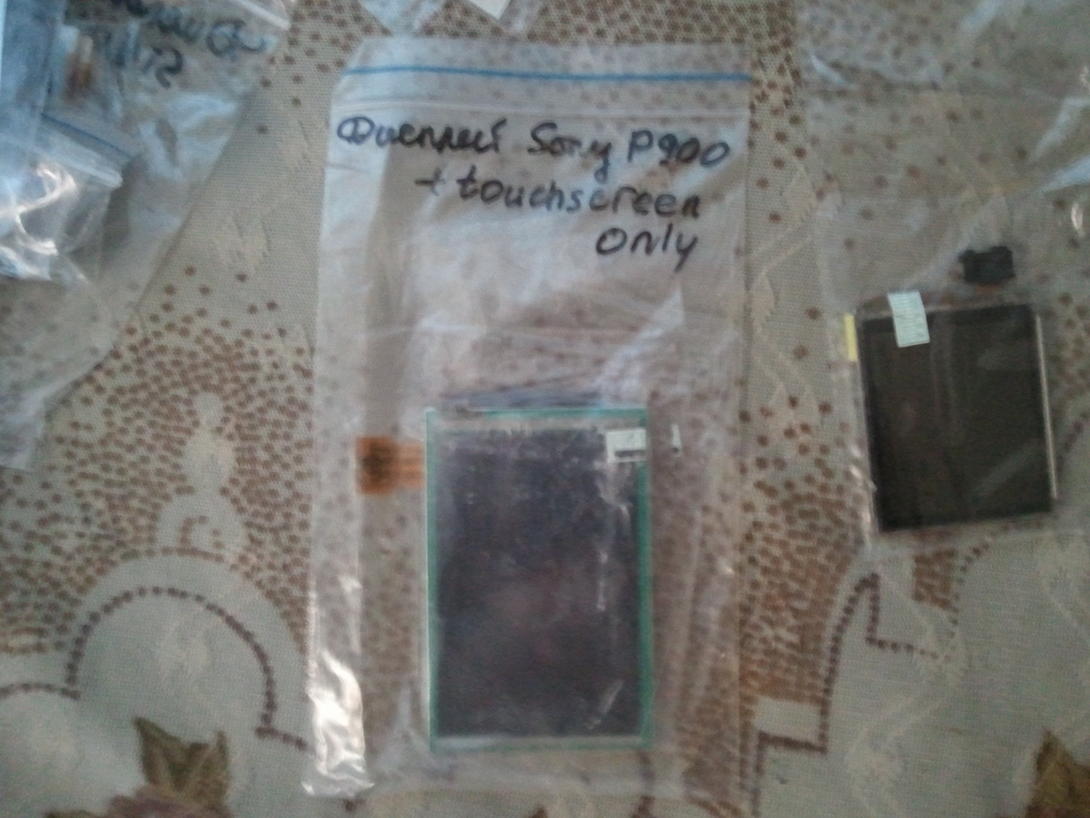 Дисплей Sony P900
+ touchscreen
only